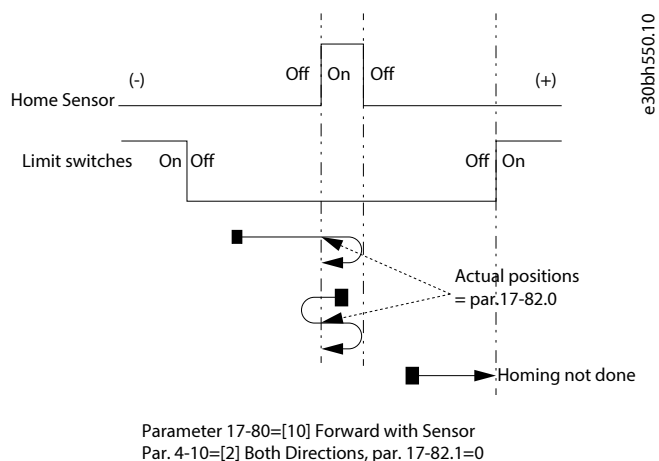 e30bh550.10
(-) Off On Off (+)
Home Sensor
Limit switches On Off Off On
Actual positions
= par.17-82.0
Homing not done
Parameter 17-80=[10] Forward with Sensor
Par. 4-10=[2] Both Directions, par. 17-82.1=0